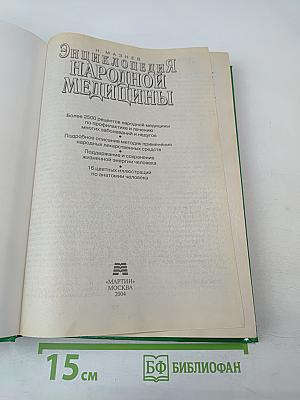 Н. МАЗНЕВ
ЭНЦИКЛОПЕДИЯ
НАРОДНОЙ
МЕДИЦИНЫ
Более 2500 рецептов народной медицины
по профилактике и лечению
многих заболеваний и недугов
•
Подробное описание методик применения
народных лекарственных средств
•
Поддержание и сохранение
жизненной энергии человека
•
16 цветных иллюстраций
по анатомии человека
«МАРТИН»
МОСКВА
2004
15 см
БФ БИБЛИОФАН